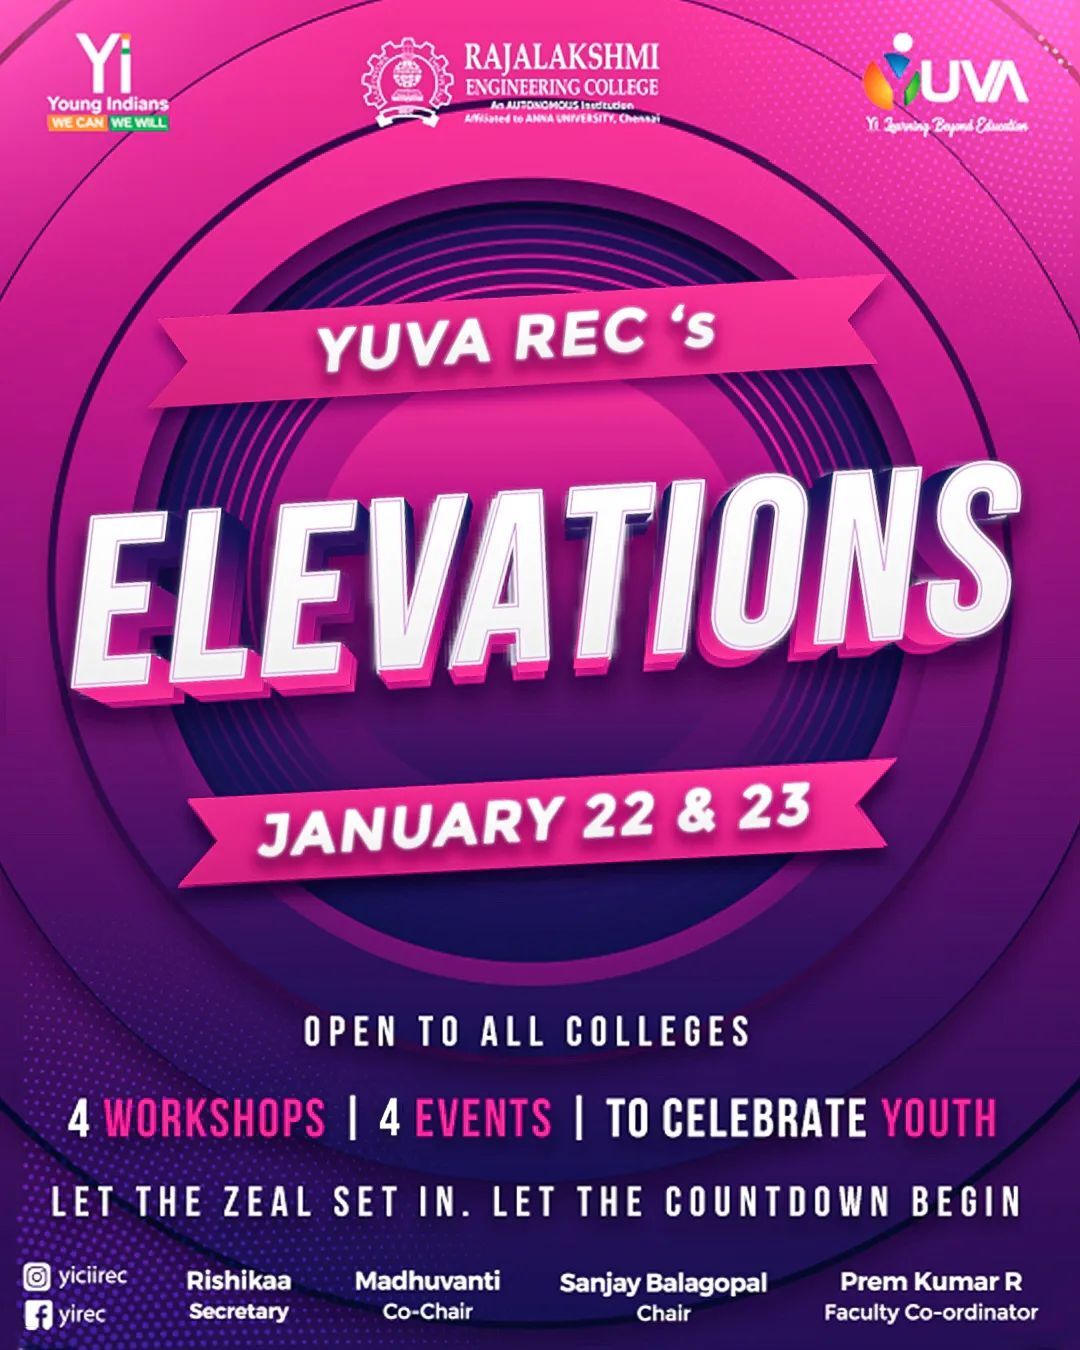 Yi
Young Indians
WE CAN WE WILL
RAJALAKSHMI
ENGINEERING COLLEGE
An AUTONOMOUS Institution
Affiliated to ANNA UNIVERSITY, Chennai
YUVA
Yi Learning Beyond Education
YUVA REC ‘s
ELEVATIONS
JANUARY 22 & 23
OPEN TO ALL COLLEGES
4 WORKSHOPS | 4 EVENTS | TO CELEBRATE YOUTH
LET THE ZEAL SET IN. LET THE COUNTDOWN BEGIN
yiciirec
yirec
Rishikaa
Secretary
Madhuvanti
Co-Chair
Sanjay Balagopal
Chair
Prem Kumar R
Faculty Co-ordinator